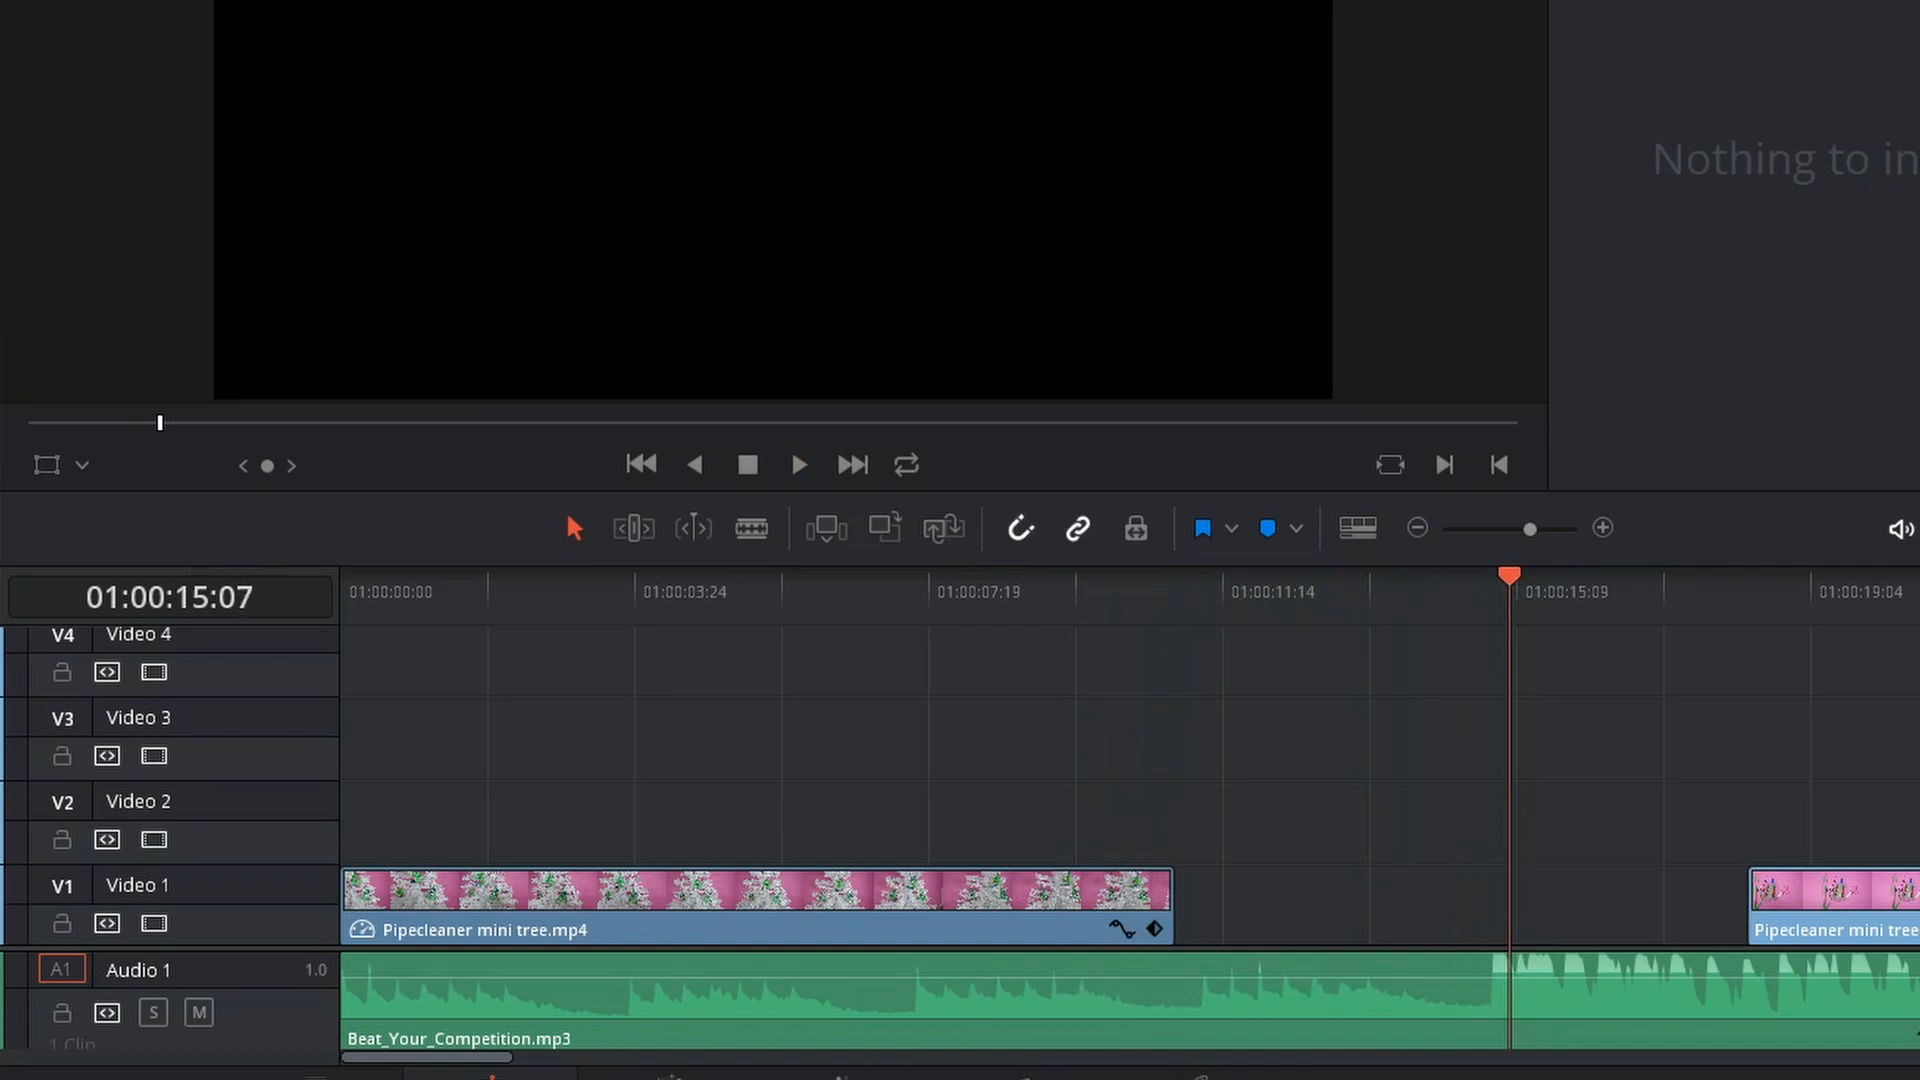 Nothing to in
01:00:15:07
01:00:00:00
01:00:03:24
01:00:07:19
01:00:11:14
01:00:15:09
01:00:19:04
V4 Video 4
V3 Video 3
V2 Video 2
V1 Video 1
Pipecleaner mini tree.mp4
Pipecleaner mini tree
A1 Audio 1 1.0
S M
1 Clip
Beat_Your_Competition.mp3